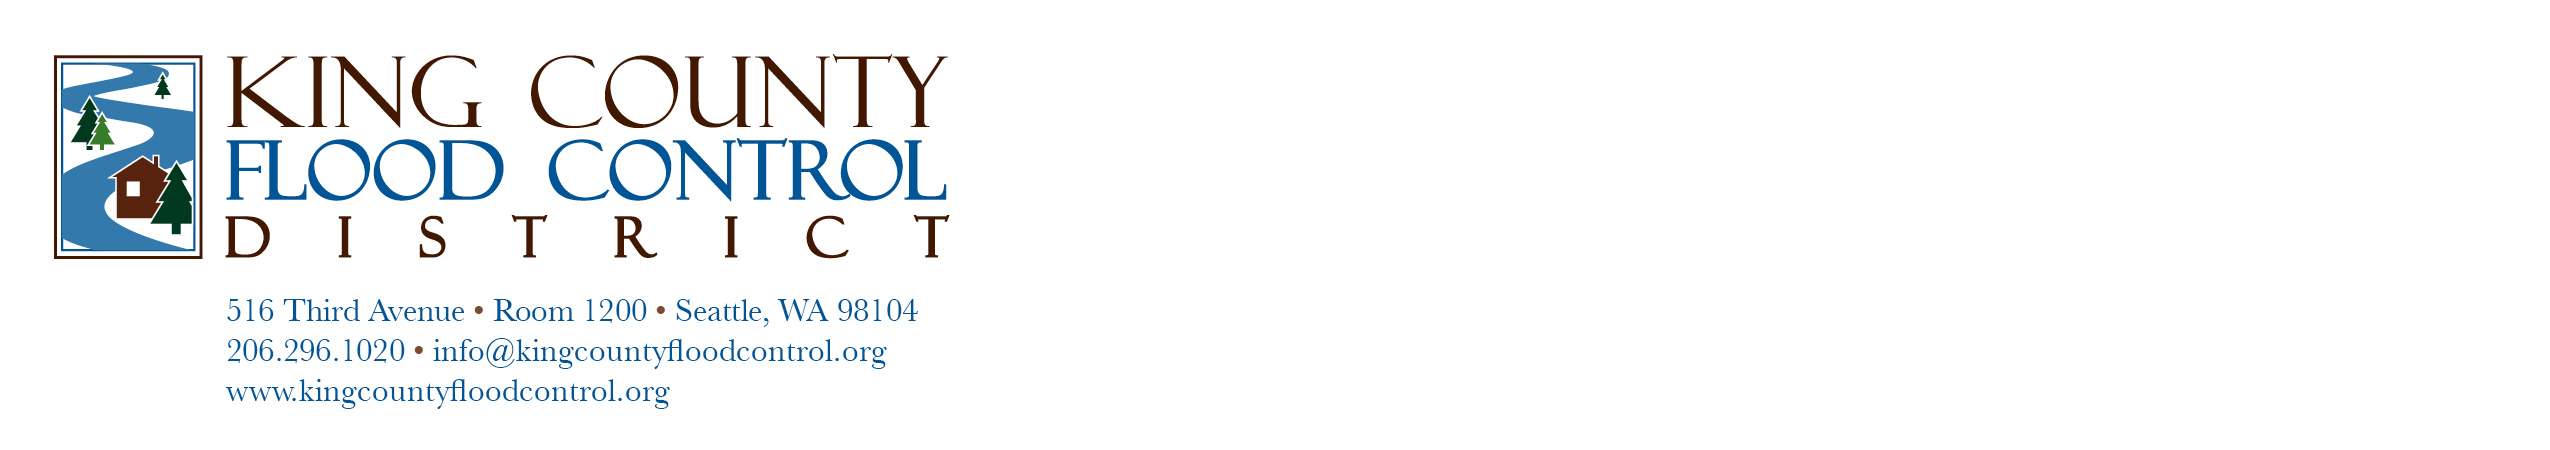 KING COUNTY
FLOOD CONTROL
DISTRICT
516 Third Avenue • Room 1200 • Seattle, WA 98104
206.296.1020 • info@kingcountyfloodcontrol.org
www.kingcountyfloodcontrol.org